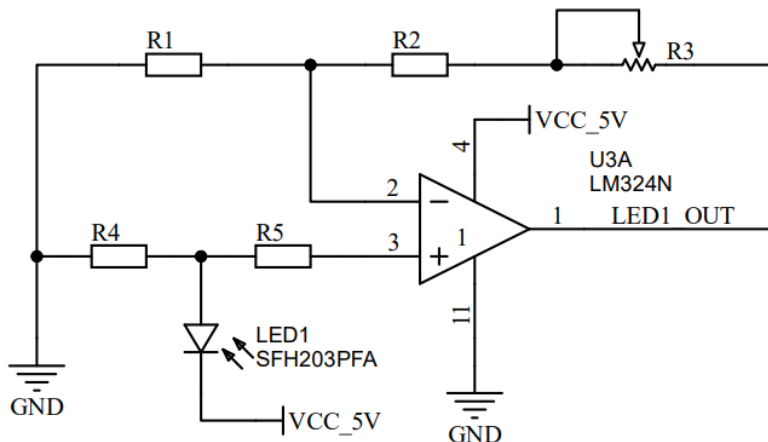 R1
R2
R3
VCC_5V
4
U3A
LM324N
2
1
LED1_OUT
R4
R5
3
1
11
LED1
SFH203PFA
GND
VCC_5V
GND